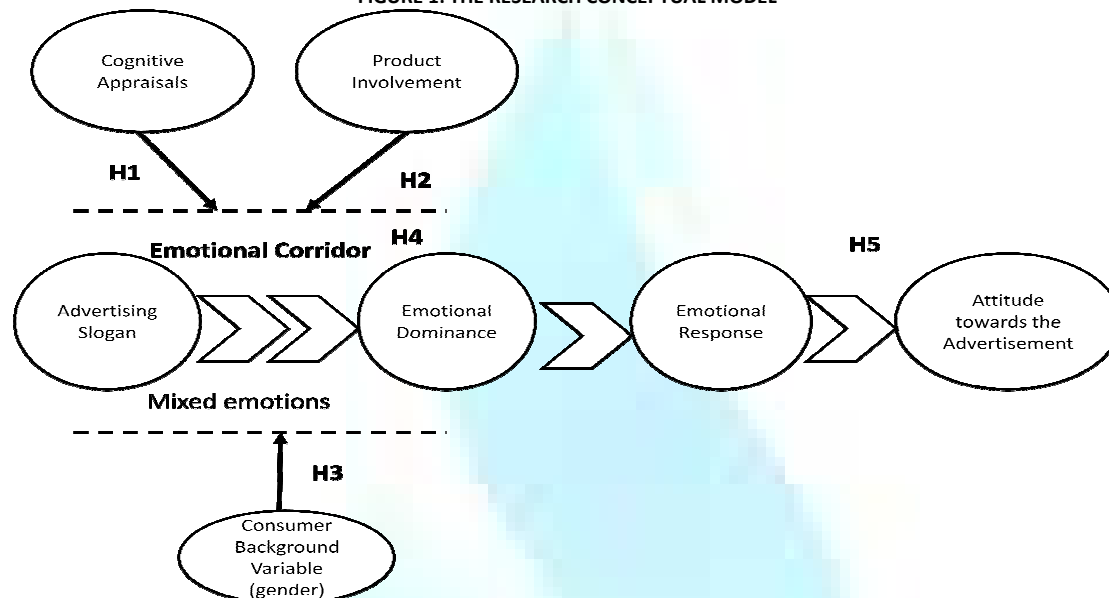 FIGURE 1: THE RESEARCH CONCEPTUAL MODEL
Cognitive
Appraisals
Product
Involvement
H1
H2
Emotional Corridor
H4
H5
Advertising
Slogan
Emotional
Dominance
Emotional
Response
Attitude
towards the
Advertisement
Mixed emotions
H3
Consumer
Background
Variable
(gender)